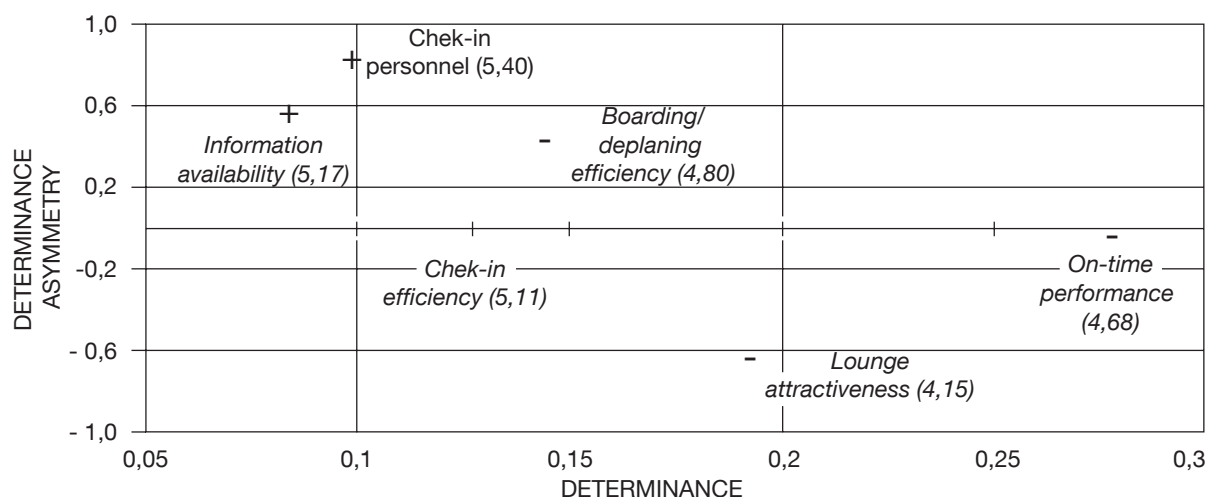 1,0
Chek-in
personnel (5,40)
+
0,6
+
Boarding/
deplaning
efficiency (4,80)
-
Information
availability (5,17)
0,2
DETERMINANCE
ASYMMETRY
-
-0,2
Chek-in
efficiency (5,11)
On-time
performance
(4,68)
- 0,6
-
Lounge
attractiveness (4,15)
- 1,0
0,05
0,1
0,15
0,2
0,25
0,3
DETERMINANCE